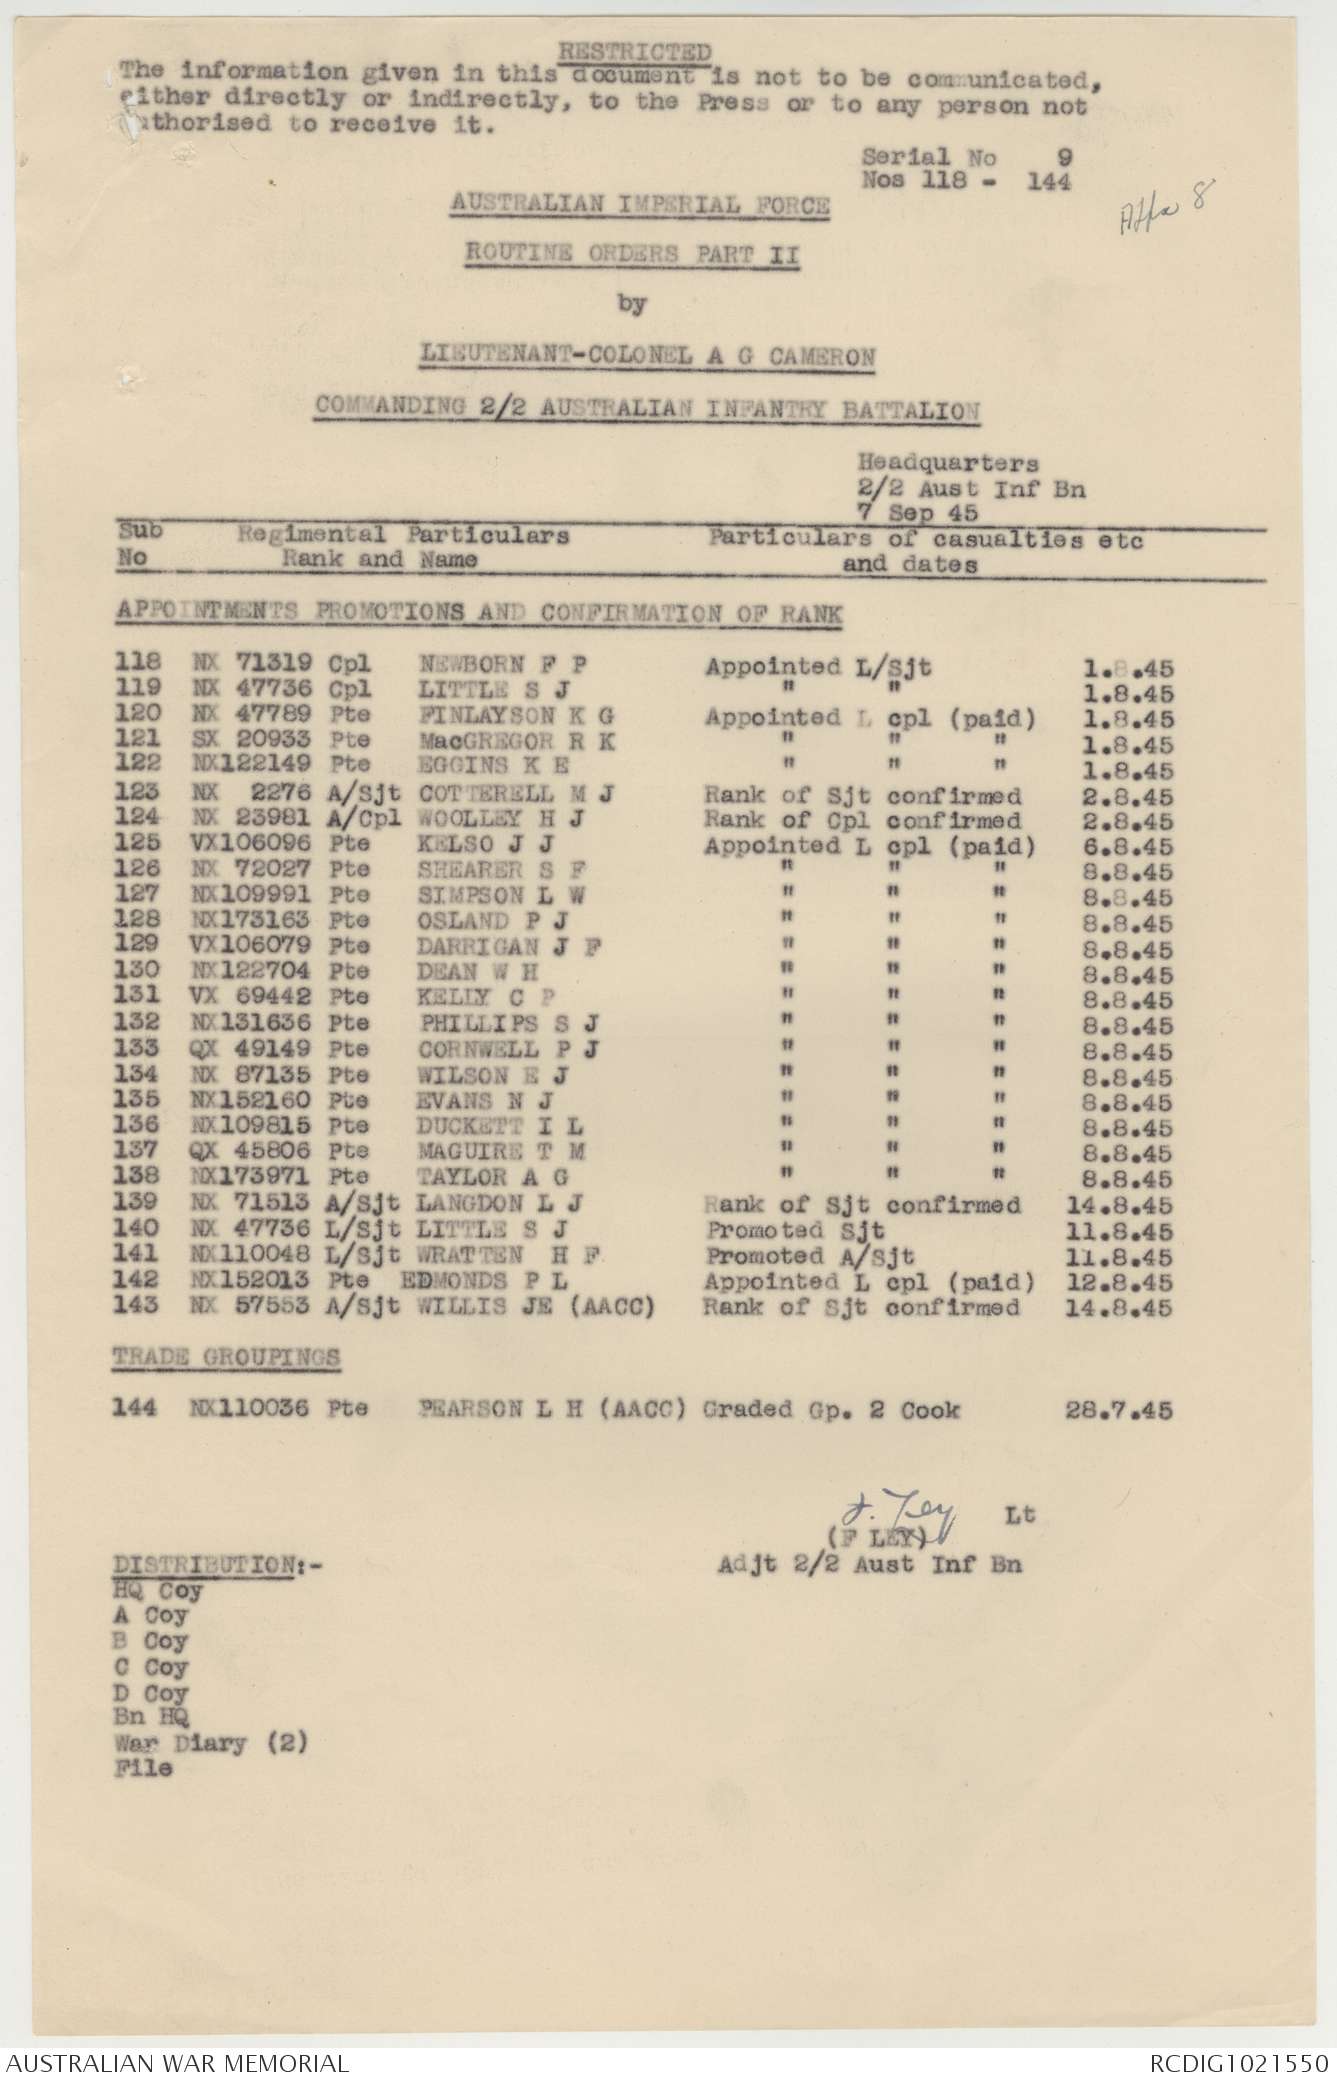 RESTRICTED
The information given in this document is not to be communicated,
either directly or indirectly, to the Press or to any person not
authorised to receive it.
Serial No 9
Nos 118 - 144
8
AUSTRALIAN IMPERIAL FORCE
ROUTINE ORDERS PART II
by
LIEUTENANT-COLONEL A G CAMERON
COMMANDING 2/2 AUSTRALIAN INFANTRY BATTALION
Headquarters
2/2 Aust Inf Bn
7 Sep 45
Sub Regimental Particulars Particulars of casualties etc
No Rank and Name and dates
APPOINTMENTS PROMOTIONS AND CONFIRMATION OF RANK
118 NX 71319 Cpl NEWBORN F P Appointed L/Sjt 1.8.45
119 NX 47736 Cpl LITTLE S J " " 1.8.45
120 NX 47789 Pte FINLAYSON K G Appointed L cpl (paid) 1.8.45
121 SX 20933 Pte MacGREGOR R K " " " 1.8.45
122 NX122149 Pte EGGINS K E " " " 1.8.45
123 NX 2276 A/Sjt COTTERELL M J Rank of Sjt confirmed 2.8.45
124 NX 23981 A/Cpl WOOLLEY H J Rank of Cpl confirmed 2.8.45
125 VX106096 Pte KELSO J J Appointed L cpl (paid) 6.8.45
126 NX 72027 Pte SHEARER S F " " " 8.8.45
127 NX109991 Pte SIMPSON L W " " " 8.8.45
128 NX173163 Pte OSLAND P J " " " 8.8.45
129 VX106079 Pte DARRIGAN J F " " " 8.8.45
130 NX122704 Pte DEAN W H " " " 8.8.45
131 VX 69442 Pte KELLY C P " " " 8.8.45
132 NX131636 Pte PHILLIPS S J " " " 8.8.45
133 QX 49149 Pte CORNWELL P J " " " 8.8.45
134 NX 87135 Pte WILSON E J " " " 8.8.45
135 NX152160 Pte EVANS N J " " " 8.8.45
136 NX109815 Pte DUCKETT I L " " " 8.8.45
137 QX 45806 Pte MAGUIRE T M " " " 8.8.45
138 NX173971 Pte TAYLOR A G " " " 8.8.45
139 NX 71513 A/Sjt LANGDON L J Rank of Sjt confirmed 14.8.45
140 NX 47736 L/Sjt LITTLE S J Promoted Sjt 11.8.45
141 NX110048 L/Sjt WRATTEN H F Promoted A/Sjt 11.8.45
142 NX152013 Pte EDMONDS P L Appointed L cpl (paid) 12.8.45
143 NX 57553 A/Sjt WILLIS JE (AACC) Rank of Sjt confirmed 14.8.45
TRADE GROUPINGS
144 NX110036 Pte PEARSON L H (AACC) Graded Gp. 2 Cook 28.7.45
F. Ley Lt
(F LEY)
Adjt 2/2 Aust Inf Bn
DISTRIBUTION:-
HQ Coy
A Coy
B Coy
C Coy
D Coy
Bn HQ
War Diary (2)
File
AUSTRALIAN WAR MEMORIAL RCDIG1021550